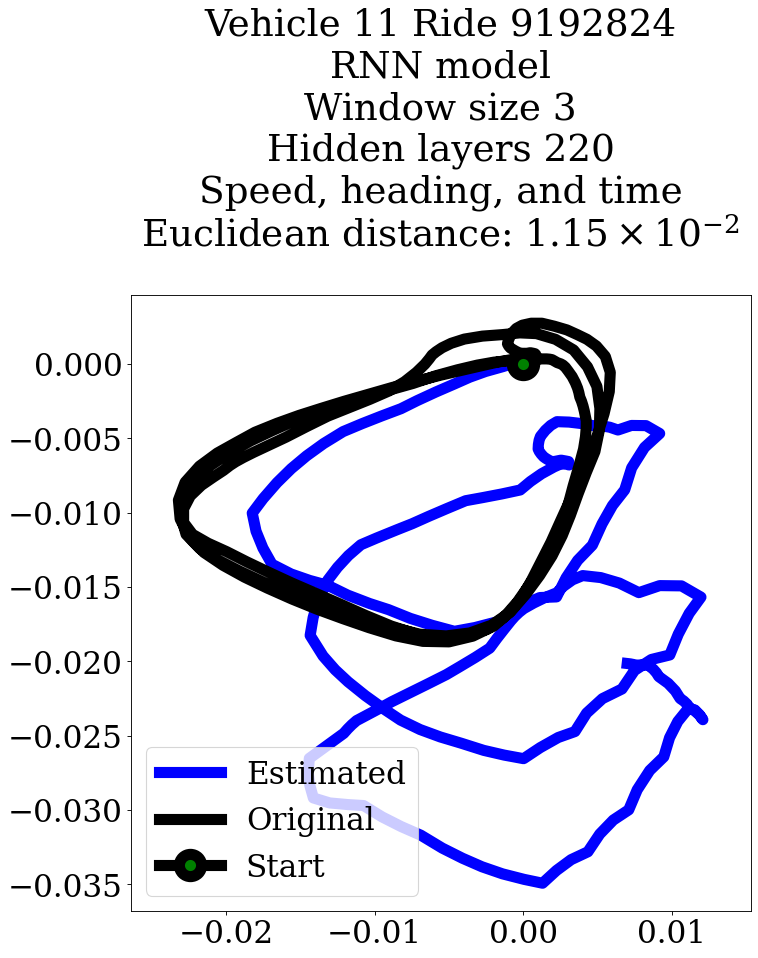 Vehicle 11 Ride 9192824
RNN model
Window size 3
Hidden layers 220
Speed, heading, and time
Euclidean distance: 1.15 × 10⁻²
0.000
−0.005
−0.010
−0.015
−0.020
−0.025
−0.030
−0.035
Estimated
Original
Start
−0.02 −0.01 0.00 0.01